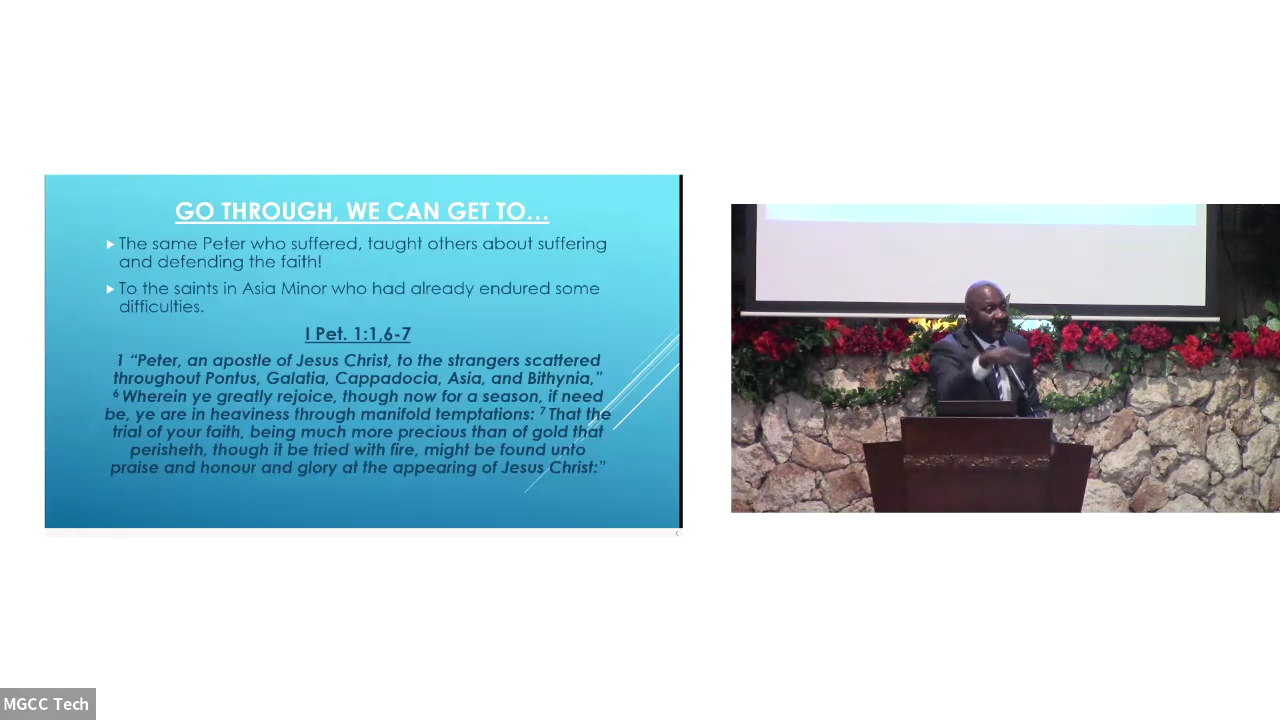 GO THROUGH, WE CAN GET TO…
The same Peter who suffered, taught others about suffering
and defending the faith!
To the saints in Asia Minor who had already endured some
difficulties.
I Pet. 1:1,6-7
1 “Peter, an apostle of Jesus Christ, to the strangers scattered
throughout Pontus, Galatia, Cappadocia, Asia, and Bithynia,”
6 Wherein ye greatly rejoice, though now for a season, if need
be, ye are in heaviness through manifold temptations: 7 That the
trial of your faith, being much more precious than of gold that
perisheth, though it be tried with fire, might be found unto
praise and honour and glory at the appearing of Jesus Christ:”
MGCC Tech